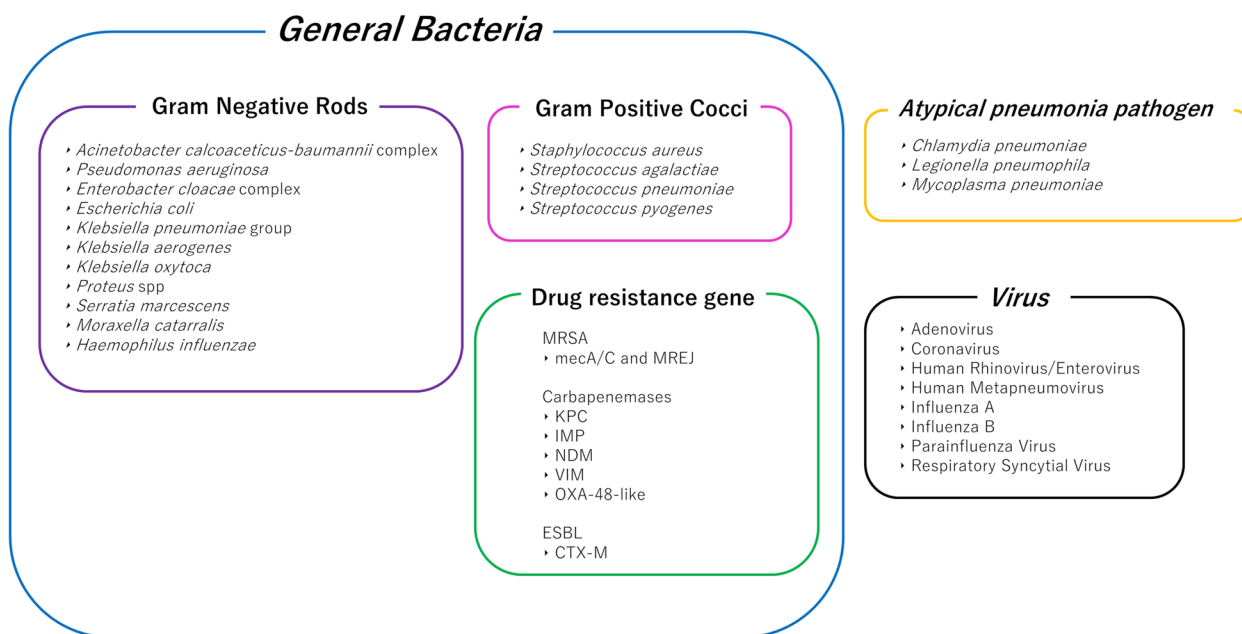 General Bacteria
Gram Negative Rods
‣ Acinetobacter calcoaceticus-baumannii complex
‣ Pseudomonas aeruginosa
‣ Enterobacter cloacae complex
‣ Escherichia coli
‣ Klebsiella pneumoniae group
‣ Klebsiella aerogenes
‣ Klebsiella oxytoca
‣ Proteus spp
‣ Serratia marcescens
‣ Moraxella catarralis
‣ Haemophilus influenzae
Gram Positive Cocci
‣ Staphylococcus aureus
‣ Streptococcus agalactiae
‣ Streptococcus pneumoniae
‣ Streptococcus pyogenes
Drug resistance gene
MRSA
‣ mecA/C and MREJ
Carbapenemases
‣ KPC
‣ IMP
‣ NDM
‣ VIM
‣ OXA-48-like
ESBL
‣ CTX-M
Atypical pneumonia pathogen
‣ Chlamydia pneumoniae
‣ Legionella pneumophila
‣ Mycoplasma pneumoniae
Virus
‣ Adenovirus
‣ Coronavirus
‣ Human Rhinovirus/Enterovirus
‣ Human Metapneumovirus
‣ Influenza A
‣ Influenza B
‣ Parainfluenza Virus
‣ Respiratory Syncytial Virus